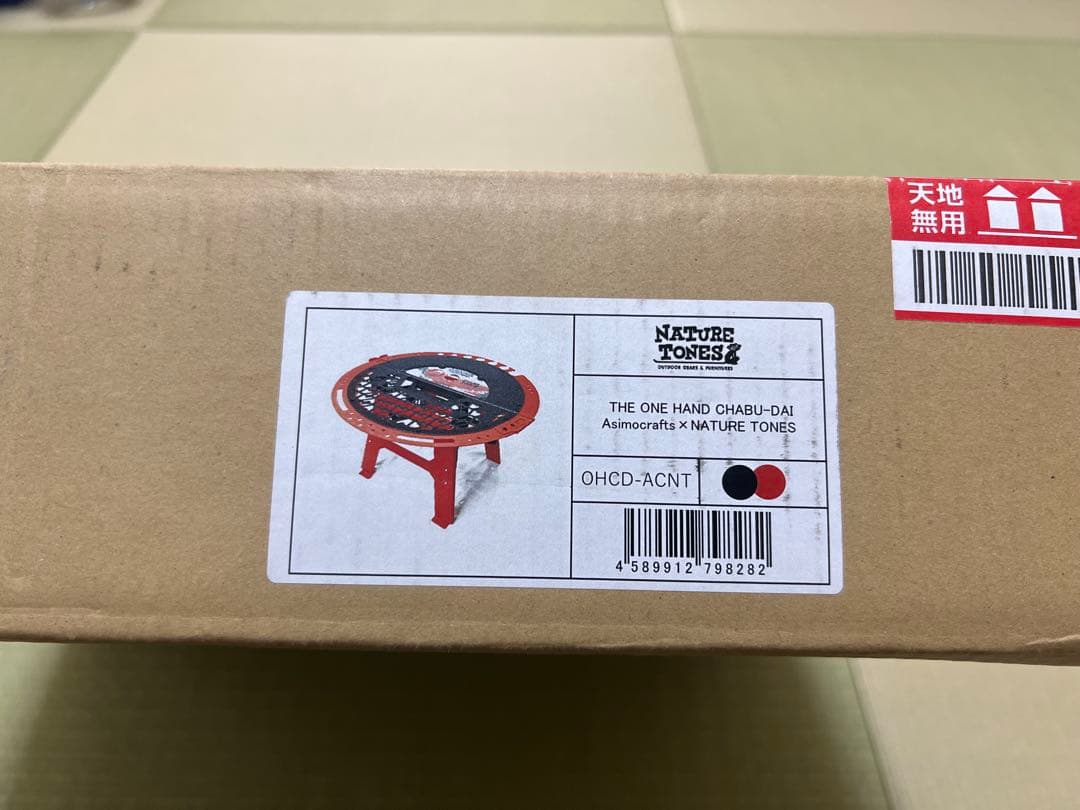 天地
無用
NATURE
TONES
OUTDOOR GEARS & FURNITURES
THE ONE HAND CHABU-DAI
Asimocrafts×NATURE TONES
OHCD-ACNT
4 589912 798282